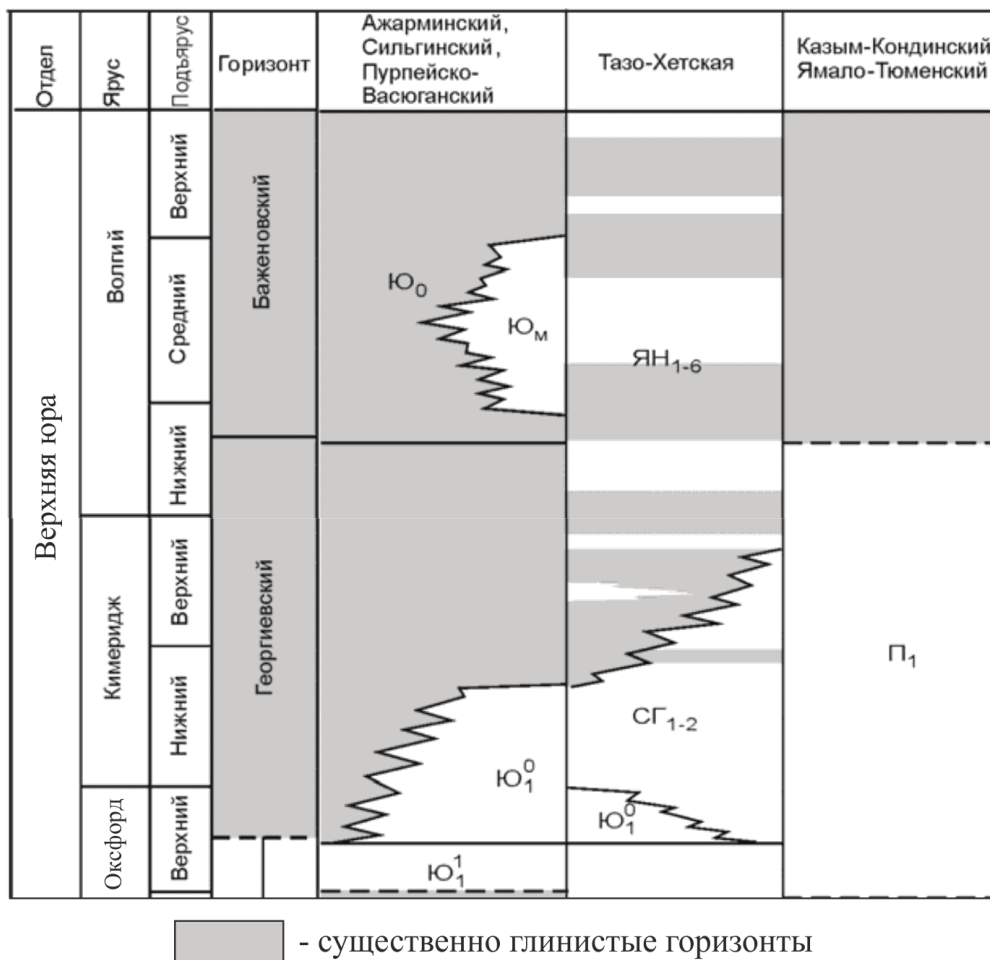 Отдел
Ярус
Подъярус
Горизонт
Ажарминский,
Сильгинский,
Пурпейско-
Васюганский
Тазо-Хетская
Казым-Кондинский
Ямало-Тюменский
Верхняя юра
Волгий
Кимеридж
Оксфорд
Верхний
Средний
Нижний
Верхний
Нижний
Верхний
Баженовский
Георгиевский
Ю₀
Юм
Ю₁⁰
Ю₁¹
ЯН₁₋₆
СГ₁₋₂
Ю₁⁰
П₁
- существенно глинистые горизонты